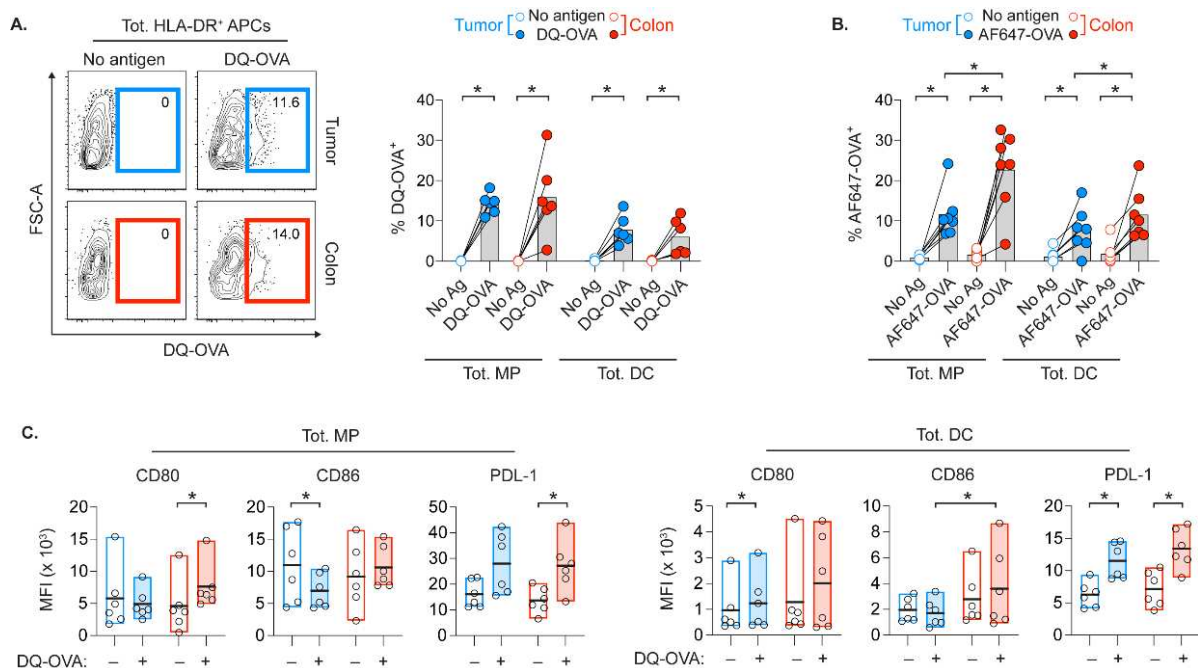 A.
Tot. HLA-DR⁺ APCs
No antigen
DQ-OVA
0
11.6
Tumor
0
14.0
Colon
FSC-A
DQ-OVA
Tumor
No antigen
DQ-OVA
Colon
% DQ-OVA⁺
40
30
20
10
0
*
*
*
*
No Ag
DQ-OVA
No Ag
DQ-OVA
No Ag
DQ-OVA
No Ag
DQ-OVA
Tot. MP
Tot. DC
B.
Tumor
No antigen
AF647-OVA
Colon
% AF647-OVA⁺
40
30
20
10
0
*
*
*
*
*
*
No Ag
AF647-OVA
No Ag
AF647-OVA
No Ag
AF647-OVA
No Ag
AF647-OVA
Tot. MP
Tot. DC
C.
Tot. MP
CD80
CD86
PDL-1
MFI (x 10³)
20
15
10
5
0
*
20
15
10
5
0
*
50
40
30
20
10
0
*
DQ-OVA:
– + – +
– + – +
– + – +
Tot. DC
CD80
CD86
PDL-1
MFI (x 10³)
5
4
3
2
1
0
*
10
8
6
4
2
0
*
20
15
10
5
0
*
*
DQ-OVA:
– + – +
– + – +
– + – +